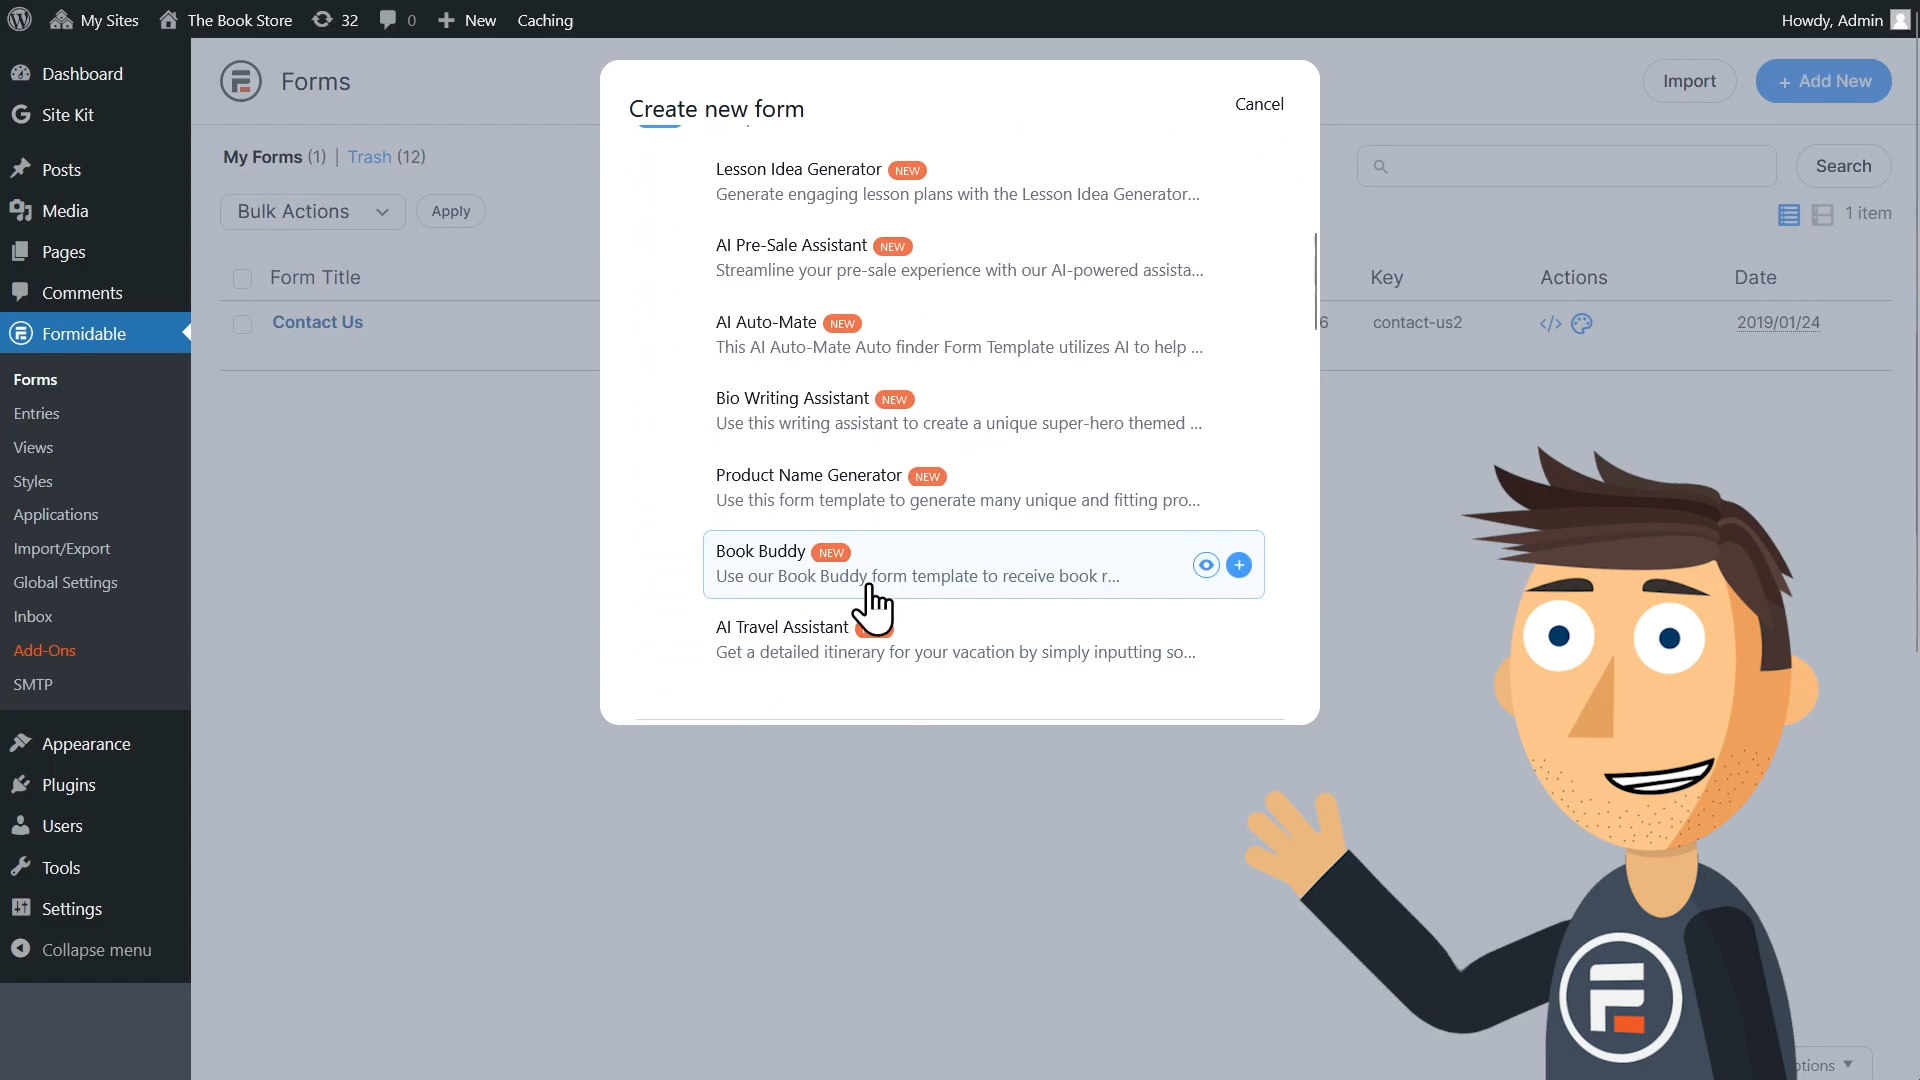 My Sites
The Book Store
32
0
New
Caching
Howdy, Admin
Dashboard
Site Kit
Posts
Media
Pages
Comments
Formidable
Forms
Entries
Views
Styles
Applications
Import/Export
Global Settings
Inbox
Add-Ons
SMTP
Appearance
Plugins
Users
Tools
Settings
Collapse menu
Forms
Import
+ Add New
My Forms (1) | Trash (12)
Search
Bulk Actions
Apply
1 item
Form Title
Key
Actions
Date
Contact Us
6
contact-us2
2019/01/24
Create new form
Cancel
Lesson Idea Generator NEW
Generate engaging lesson plans with the Lesson Idea Generator...
AI Pre-Sale Assistant NEW
Streamline your pre-sale experience with our AI-powered assista...
AI Auto-Mate NEW
This AI Auto-Mate Auto finder Form Template utilizes AI to help ...
Bio Writing Assistant NEW
Use this writing assistant to create a unique super-hero themed ...
Product Name Generator NEW
Use this form template to generate many unique and fitting pro...
Book Buddy NEW
Use our Book Buddy form template to receive book r...
AI Travel Assistant
Get a detailed itinerary for your vacation by simply inputting so...